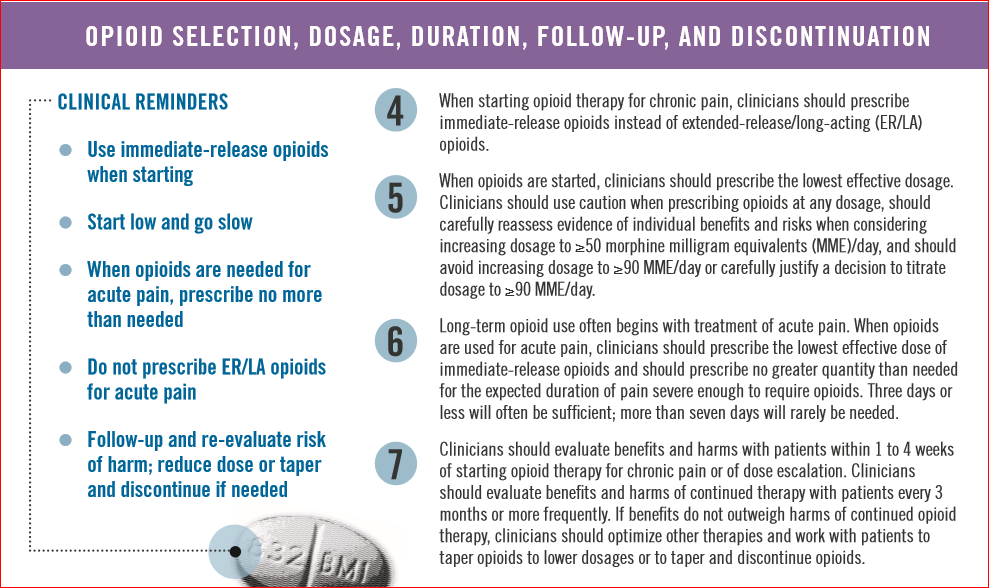 OPIOID SELECTION, DOSAGE, DURATION, FOLLOW-UP, AND DISCONTINUATION
CLINICAL REMINDERS
Use immediate-release opioids
when starting
Start low and go slow
When opioids are needed for
acute pain, prescribe no more
than needed
Do not prescribe ER/LA opioids
for acute pain
Follow-up and re-evaluate risk
of harm; reduce dose or taper
and discontinue if needed
4
When starting opioid therapy for chronic pain, clinicians should prescribe
immediate-release opioids instead of extended-release/long-acting (ER/LA)
opioids.
5
When opioids are started, clinicians should prescribe the lowest effective dosage.
Clinicians should use caution when prescribing opioids at any dosage, should
carefully reassess evidence of individual benefits and risks when considering
increasing dosage to ≥50 morphine milligram equivalents (MME)/day, and should
avoid increasing dosage to ≥90 MME/day or carefully justify a decision to titrate
dosage to ≥90 MME/day.
6
Long-term opioid use often begins with treatment of acute pain. When opioids
are used for acute pain, clinicians should prescribe the lowest effective dose of
immediate-release opioids and should prescribe no greater quantity than needed
for the expected duration of pain severe enough to require opioids. Three days or
less will often be sufficient; more than seven days will rarely be needed.
7
Clinicians should evaluate benefits and harms with patients within 1 to 4 weeks
of starting opioid therapy for chronic pain or of dose escalation. Clinicians
should evaluate benefits and harms of continued therapy with patients every 3
months or more frequently. If benefits do not outweigh harms of continued opioid
therapy, clinicians should optimize other therapies and work with patients to
taper opioids to lower dosages or to taper and discontinue opioids.
BMI